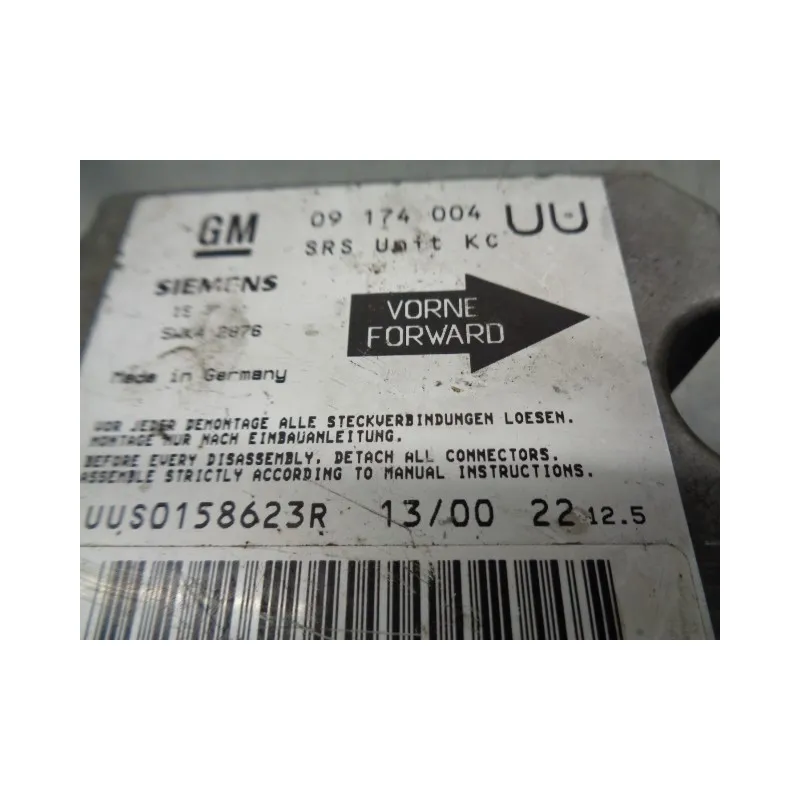 GM 09 174 004 UU
SRS Unit KC
SIEMENS
VORNE
FORWARD
Made in Germany
VOR JEDER DEMONTAGE ALLE STECKVERBINDUNGEN LOESEN.
MONTAGE NUR NACH EINBAUANLEITUNG.
BEFORE EVERY DISASSEMBLY, DETACH ALL CONNECTORS.
ASSEMBLE STRICTLY ACCORDING TO MANUAL INSTRUCTIONS.
UUS0158623R 13/00 22 12.5